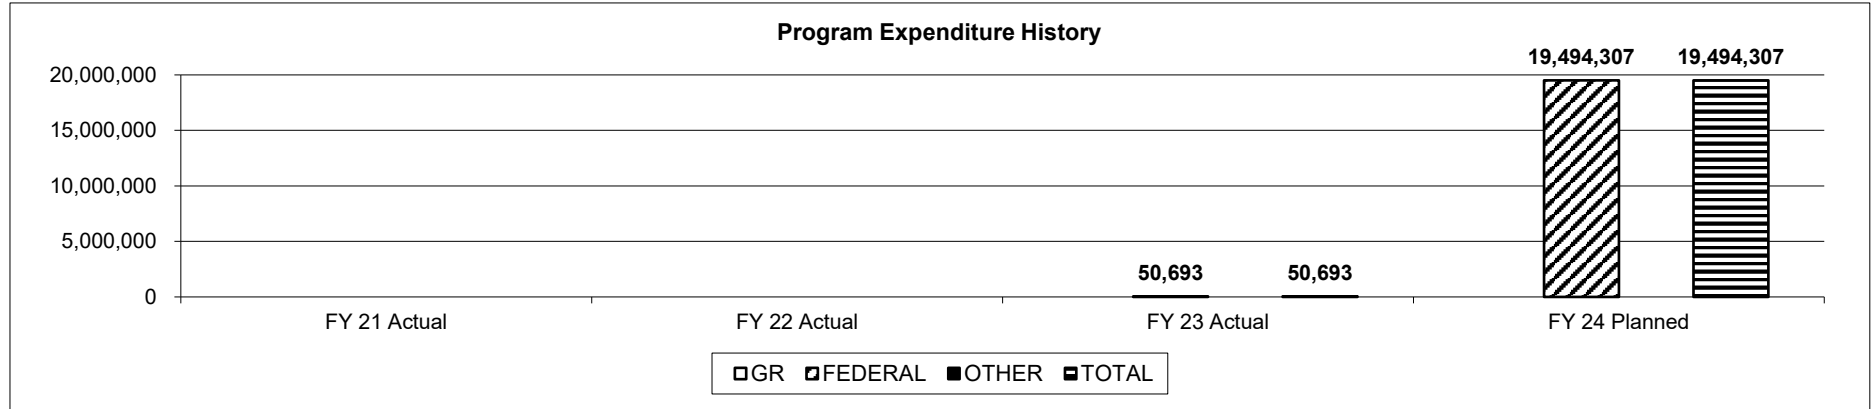 Program Expenditure History
19,494,307 19,494,307
20,000,000
15,000,000
10,000,000
5,000,000
50,693 50,693
0
FY 21 Actual FY 22 Actual FY 23 Actual FY 24 Planned
GR FEDERAL OTHER TOTAL